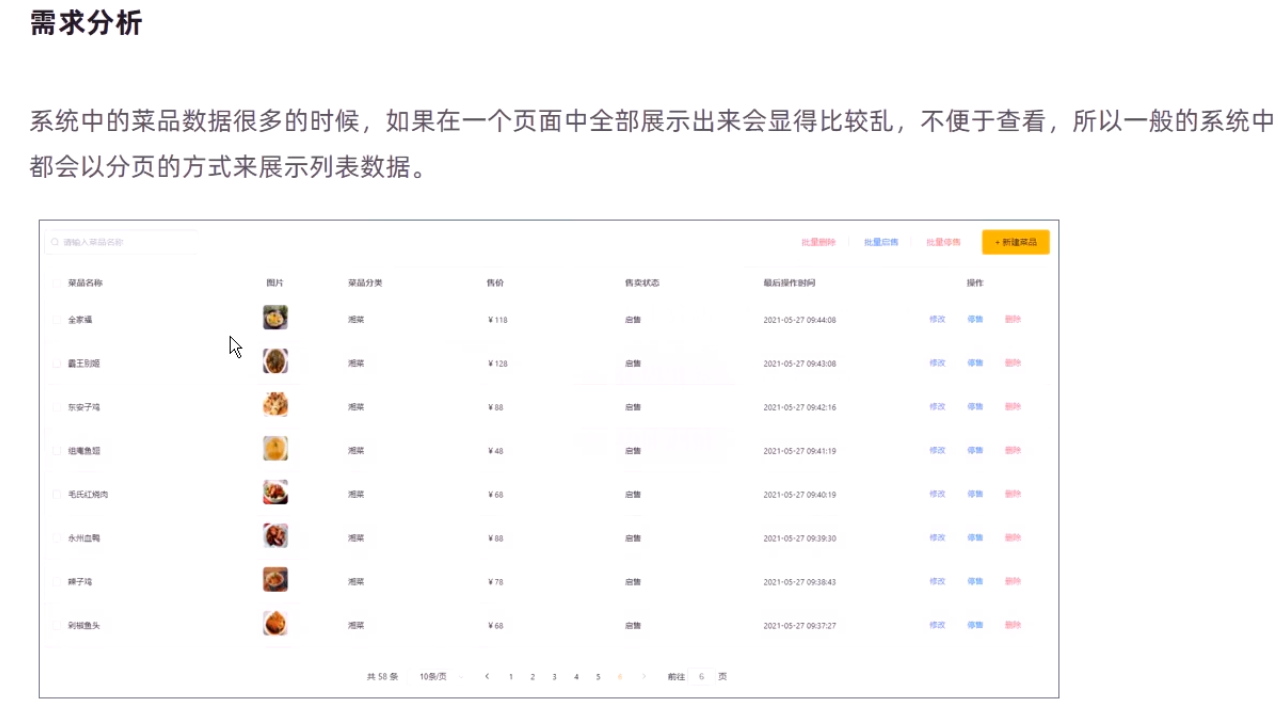 需求分析
系统中的菜品数据很多的时候，如果在一个页面中全部展示出来会显得比较乱，不便于查看，所以一般的系统中
都会以分页的方式来展示列表数据。
请输入菜品名称 批量删除 批量启售 批量停售 + 新建菜品
菜品名称 图片 菜品分类 售价 售卖状态 最后操作时间 操作
全家福 湘菜 ¥ 118 启售 2021-05-27 09:44:08 修改 停售 删除
霸王别姬 湘菜 ¥ 128 启售 2021-05-27 09:43:08 修改 停售 删除
东安子鸡 湘菜 ¥ 88 启售 2021-05-27 09:42:16 修改 停售 删除
组庵鱼翅 湘菜 ¥ 48 启售 2021-05-27 09:41:19 修改 停售 删除
毛氏红烧肉 湘菜 ¥ 68 启售 2021-05-27 09:40:19 修改 停售 删除
永州血鸭 湘菜 ¥ 88 启售 2021-05-27 09:39:30 修改 停售 删除
辣子鸡 湘菜 ¥ 78 启售 2021-05-27 09:38:43 修改 停售 删除
剁椒鱼头 湘菜 ¥ 68 启售 2021-05-27 09:37:27 修改 停售 删除
共 58 条 10条/页 < 1 2 3 4 5 6 > 前往 6 页